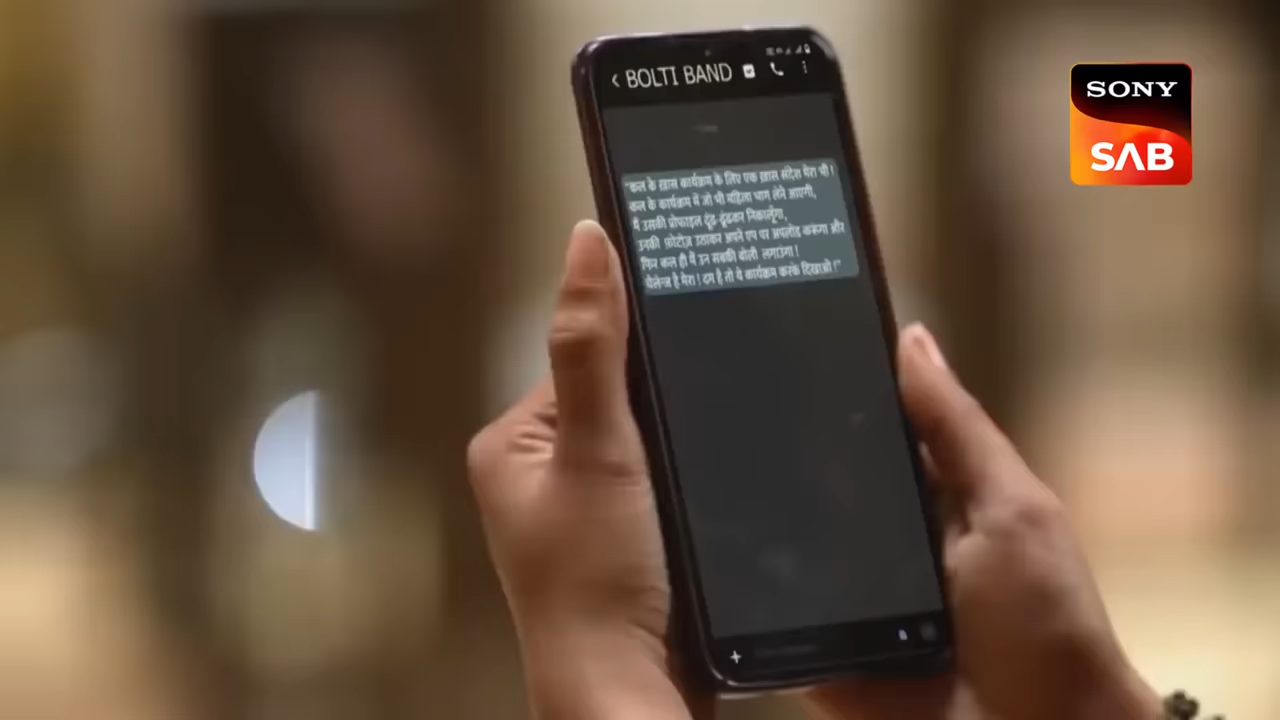 BOLTI BAND
"कल के ख़ास कार्यक्रम के लिए एक ख़ास संदेश मेरा भी!
कल के कार्यक्रम में जो भी महिला भाग लेने आएगी,
मैं उसकी प्रोफाइल ढूंढ-ढूंढकर निकालूँगा,
उनकी फ़ोटोज़ उठाकर अपने एप पर अपलोड करूंगा और
फिर कल ही मैं उन सबकी बोली लगाउंगा!
चेलेन्ज है मेरा! दम है तो ये कार्यक्रम करके दिखाओ!"
SONY
SAB